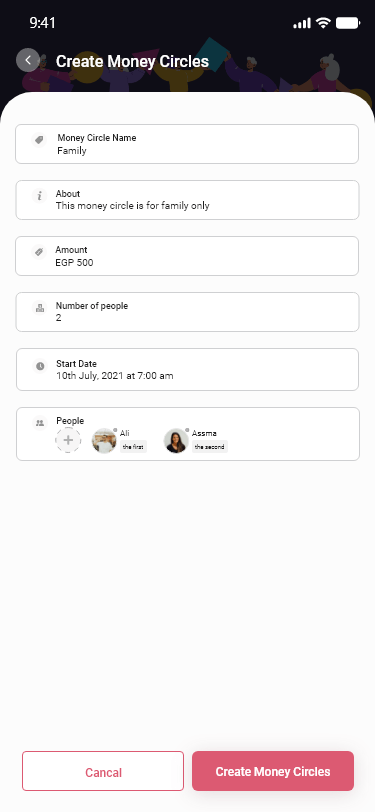 9:41
Create Money Circles
Money Circle Name
Family
About
This money circle is for family only
Amount
EGP 500
Number of people
2
Start Date
10th July, 2021 at 7:00 am
People
Ali
the first
Assma
the second
Cancal
Create Money Circles